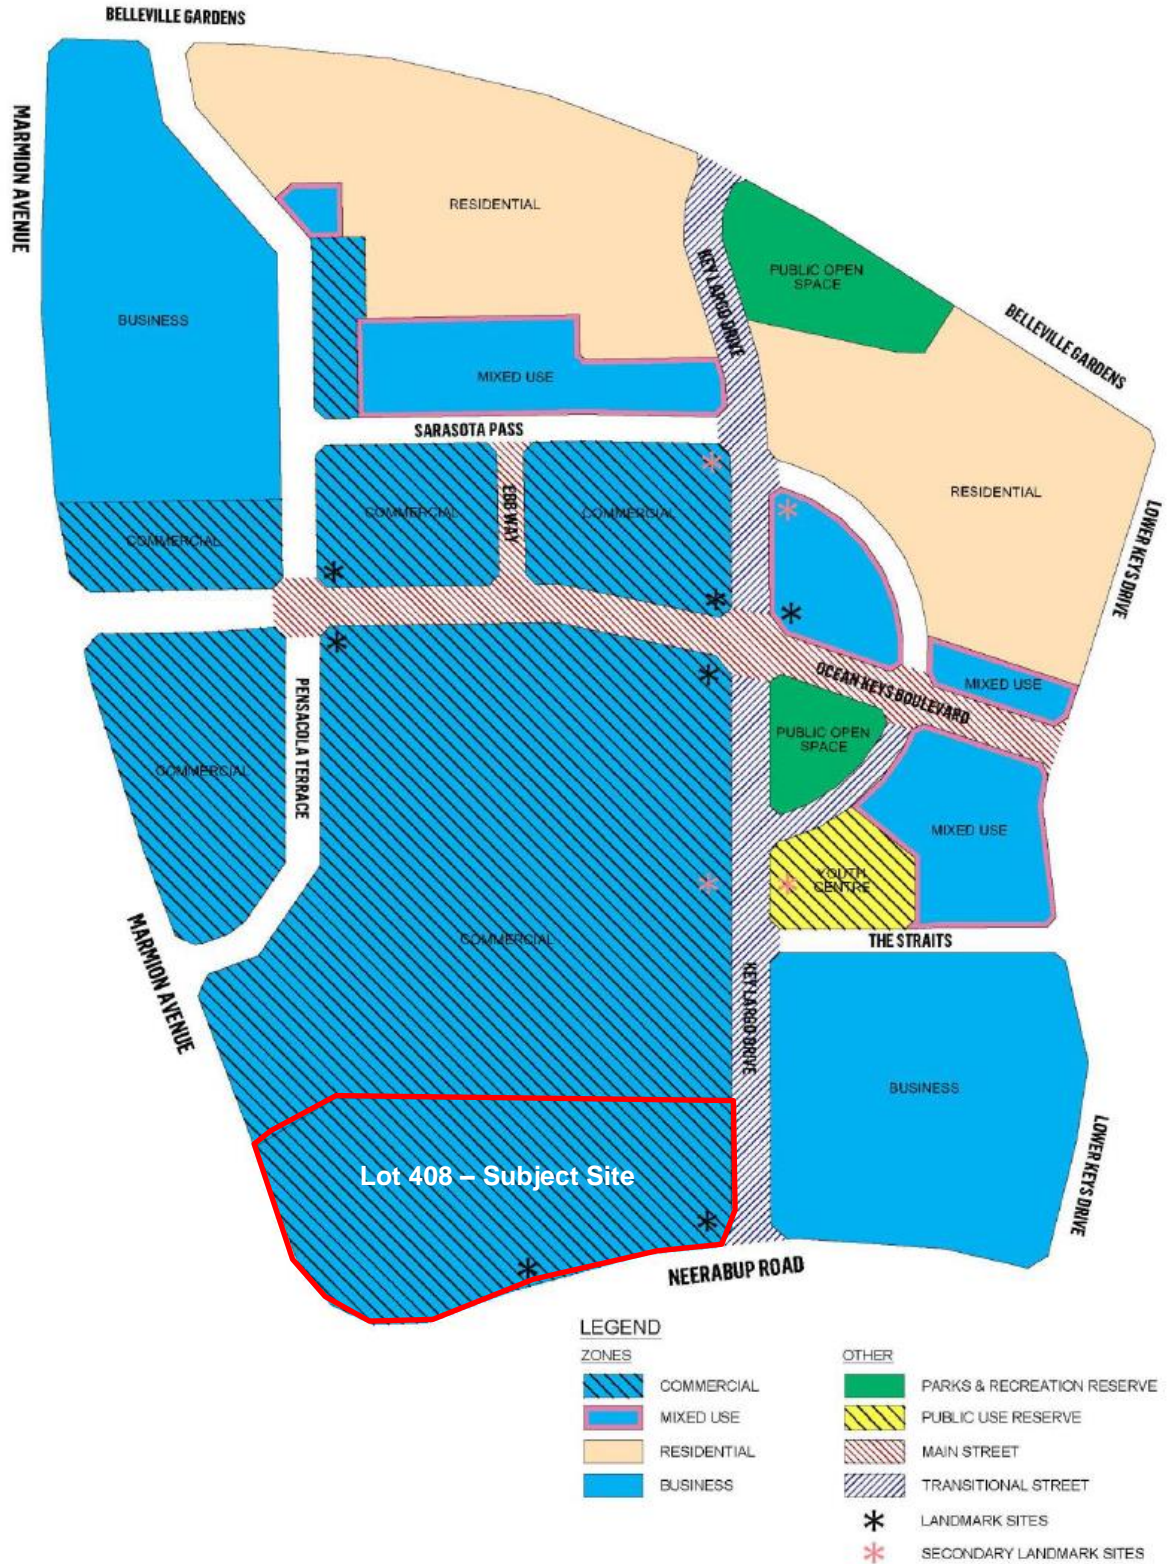 BELLEVILLE GARDENS
MARMION AVENUE
RESIDENTIAL
PUBLIC OPEN
SPACE
KEY LARGO DRIVE
BELLEVILLE GARDENS
BUSINESS
MIXED USE
SARASOTA PASS
RESIDENTIAL
LOWER KEYS DRIVE
COMMERCIAL
EBB WAY
COMMERCIAL
COMMERCIAL
OCEAN KEYS BOULEVARD
MIXED USE
PENSACOLA TERRACE
PUBLIC OPEN
SPACE
COMMERCIAL
MIXED USE
YOUTH
CENTRE
MARMION AVENUE
COMMERCIAL
THE STRAITS
KEY LARGO DRIVE
BUSINESS
LOWER KEYS DRIVE
Lot 408 – Subject Site
NEERABUP ROAD
LEGEND
ZONES
COMMERCIAL
MIXED USE
RESIDENTIAL
BUSINESS
OTHER
PARKS & RECREATION RESERVE
PUBLIC USE RESERVE
MAIN STREET
TRANSITIONAL STREET
LANDMARK SITES
SECONDARY LANDMARK SITES